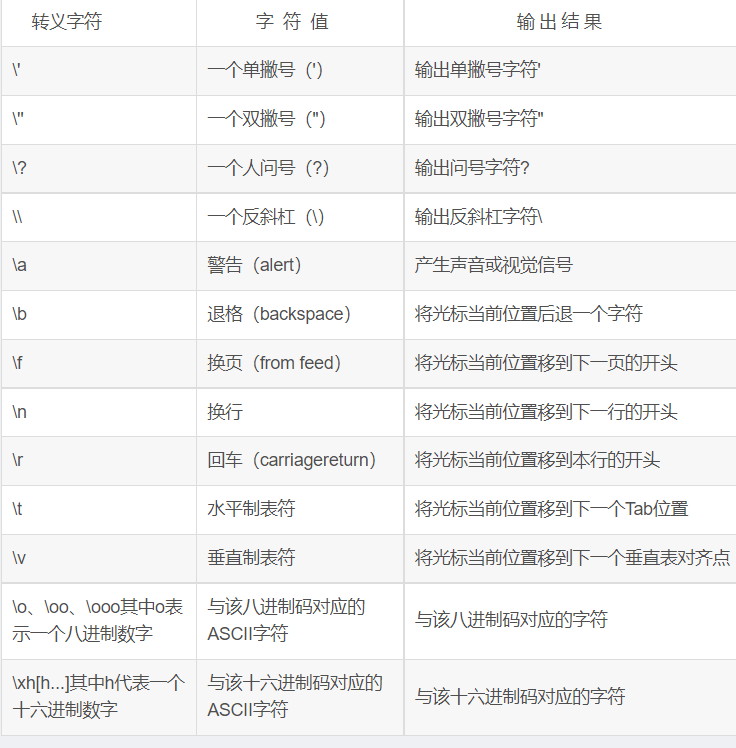 转义字符 字 符 值 输 出 结 果
\' 一个单撇号（'） 输出单撇号字符'
\" 一个双撇号（"） 输出双撇号字符"
\? 一个人问号（?） 输出问号字符?
\\ 一个反斜杠（\） 输出反斜杠字符\
\a 警告（alert） 产生声音或视觉信号
\b 退格（backspace） 将光标当前位置后退一个字符
\f 换页（from feed） 将光标当前位置移到下一页的开头
\n 换行 将光标当前位置移到下一行的开头
\r 回车（carriagereturn） 将光标当前位置移到本行的开头
\t 水平制表符 将光标当前位置移到下一个Tab位置
\v 垂直制表符 将光标当前位置移到下一个垂直表对齐点
\o、\oo、\ooo其中o表
示一个八进制数字
与该八进制码对应的
ASCII字符
与该八进制码对应的字符
\xh[h...]其中h代表一个
十六进制数字
与该十六进制码对应的
ASCII字符
与该十六进制码对应的字符